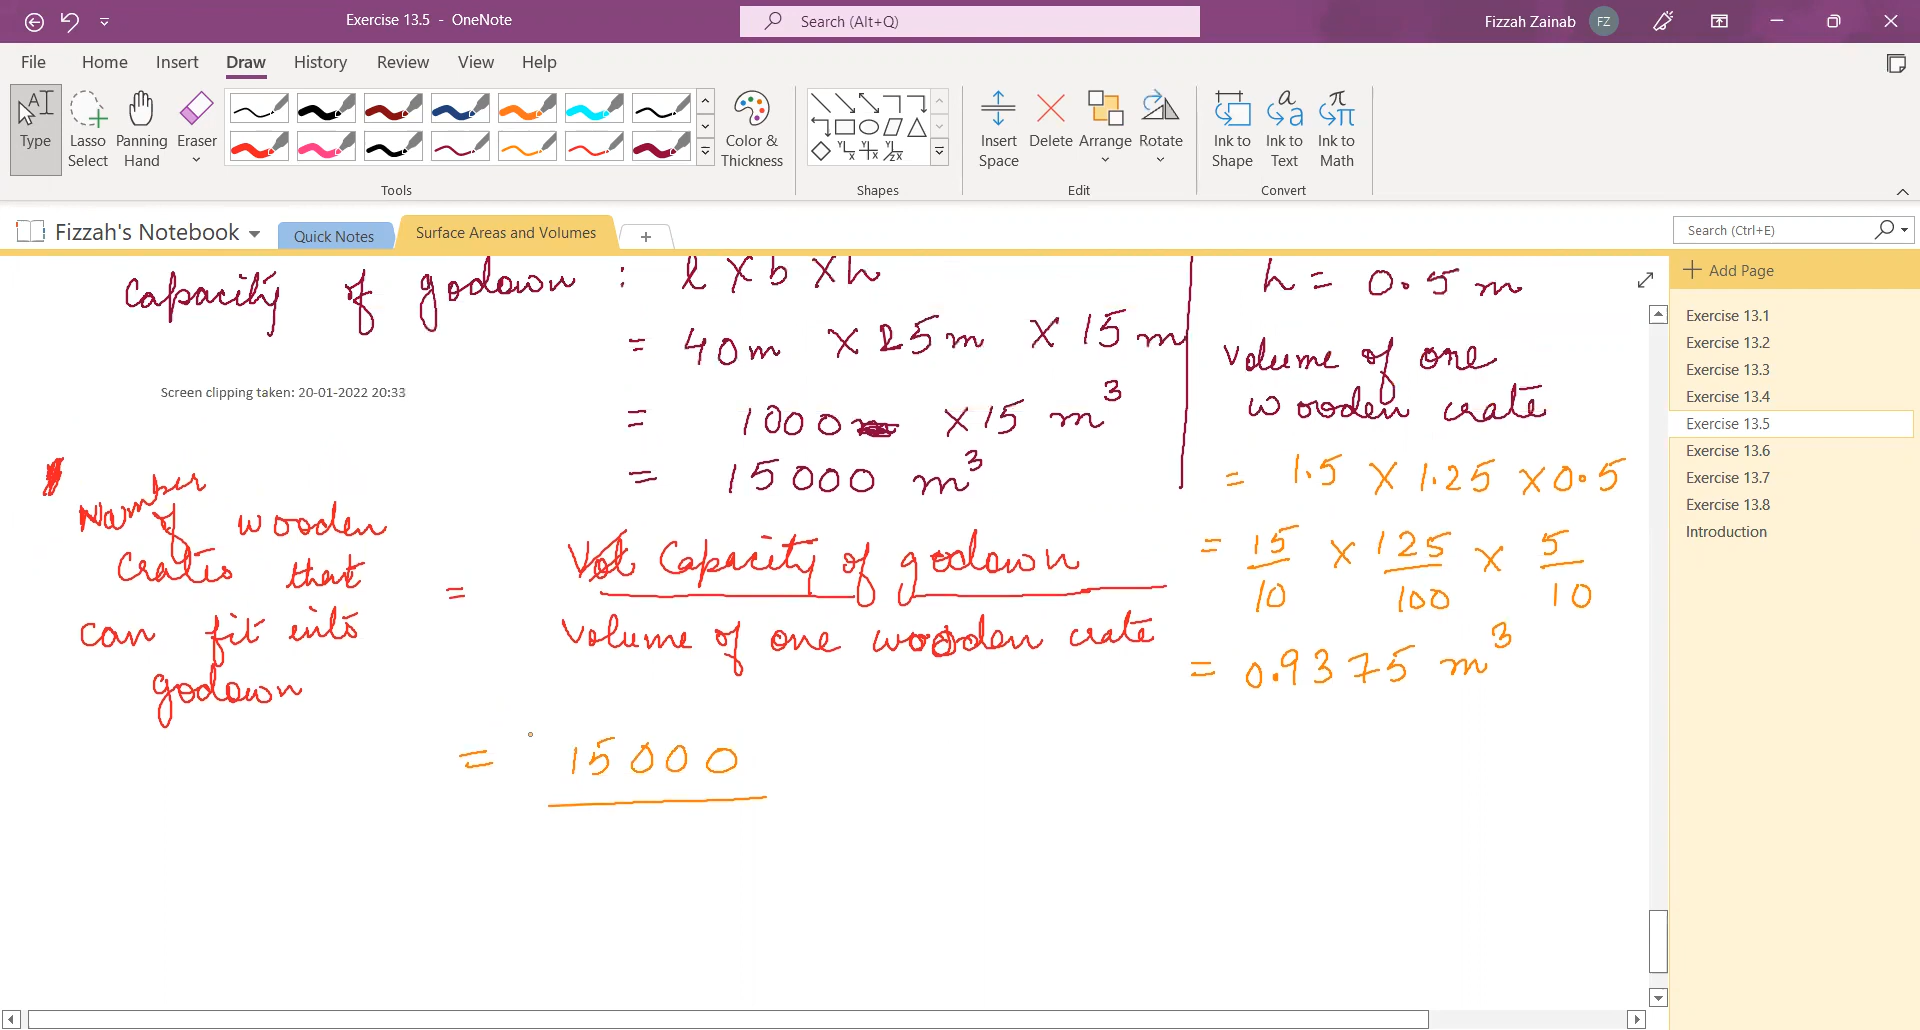 Exercise 13.5 - OneNote
Search (Alt+Q)
Fizzah Zainab
FZ
File Home Insert Draw History Review View Help
Type
Lasso Select
Panning Hand
Eraser
Color & Thickness
Insert Space
Delete
Arrange
Rotate
Ink to Shape
Ink to Text
Ink to Math
Tools
Shapes
Edit
Convert
Fizzah's Notebook
Quick Notes
Surface Areas and Volumes
Search (Ctrl+E)
Add Page
Exercise 13.1
Exercise 13.2
Exercise 13.3
Exercise 13.4
Exercise 13.5
Exercise 13.6
Exercise 13.7
Exercise 13.8
Introduction
Capacity of godown : l X b X h
= 40m X 25m X 15m
Screen clipping taken: 20-01-2022 20:33
= 1000 X 15 m³
= 15000 m³
h = 0.5 m
Volume of one
wooden crate
= 1.5 X 1.25 X 0.5
= 15/10 X 125/100 X 5/10
= 0.9375 m³
Number
of wooden
crates that
can fit into
godown
= Capacity of godown
Volume of one wooden crate
= 15000